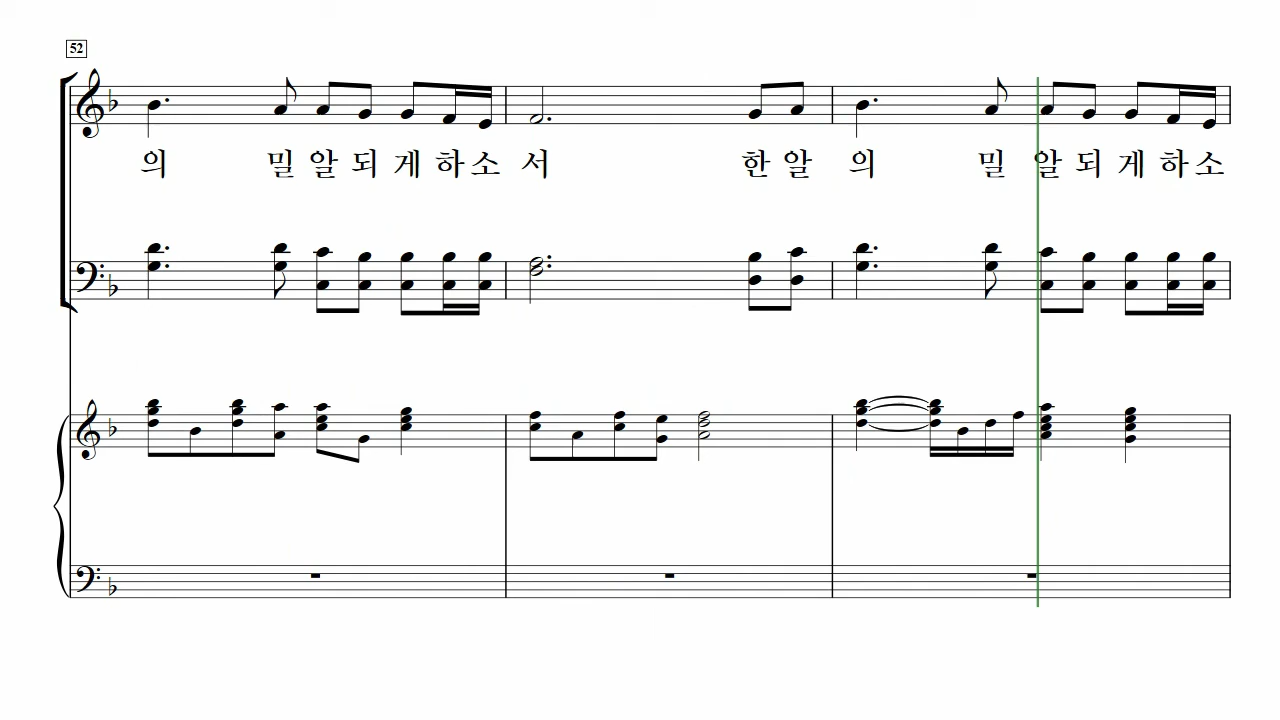 52
의 밀 알 되 게 하 소 서 한 알 의 밀 알 되 게 하 소